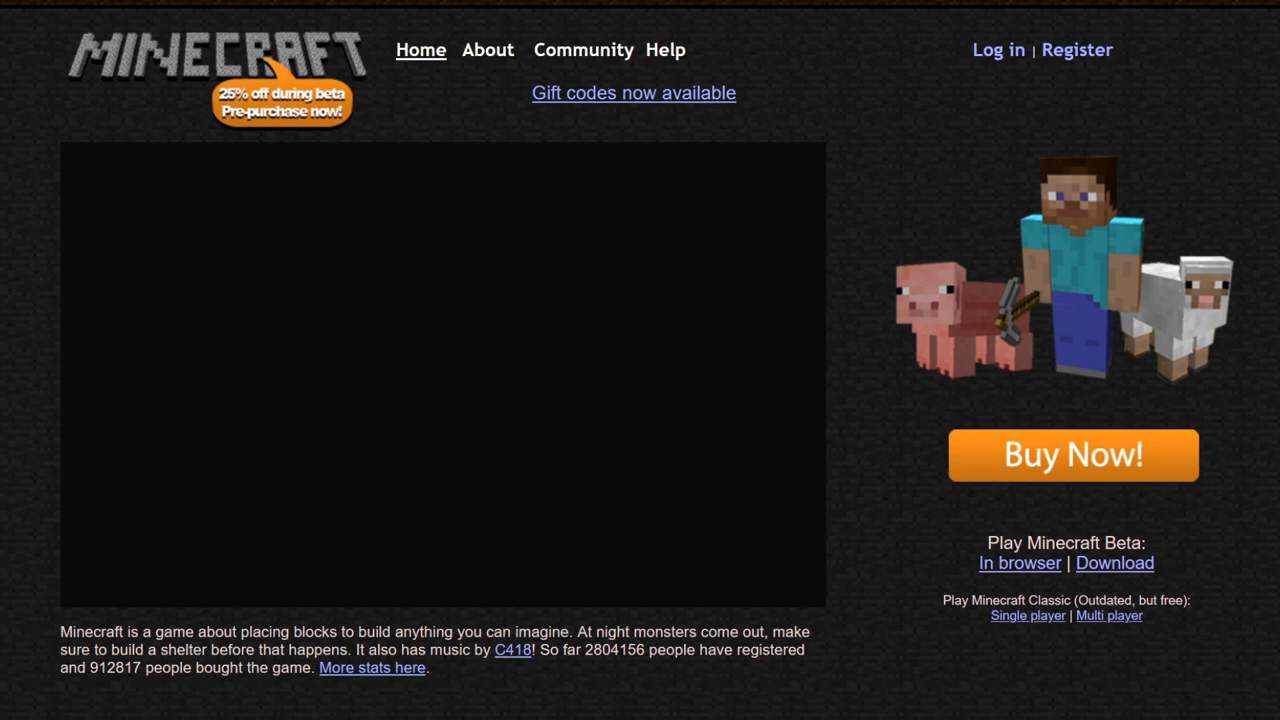 MINECRAFT
25% off during beta
Pre-purchase now!
Home About Community Help
Log in | Register
Gift codes now available
Buy Now!
Play Minecraft Beta:
In browser | Download
Play Minecraft Classic (Outdated, but free):
Single player | Multi player
Minecraft is a game about placing blocks to build anything you can imagine. At night monsters come out, make
sure to build a shelter before that happens. It also has music by C418! So far 2804156 people have registered
and 912817 people bought the game. More stats here.